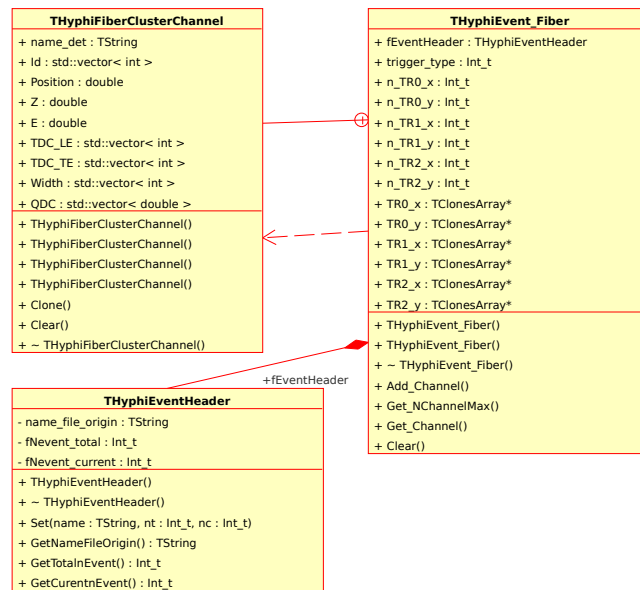 THyphiFiberClusterChannel
+ name_det : TString
+ Id : std::vector< int >
+ Position : double
+ Z : double
+ E : double
+ TDC_LE : std::vector< int >
+ TDC_TE : std::vector< int >
+ Width : std::vector< int >
+ QDC : std::vector< double >
+ THyphiFiberClusterChannel()
+ THyphiFiberClusterChannel()
+ THyphiFiberClusterChannel()
+ THyphiFiberClusterChannel()
+ Clone()
+ Clear()
+ ~ THyphiFiberClusterChannel()
THyphiEvent_Fiber
+ fEventHeader : THyphiEventHeader
+ trigger_type : Int_t
+ n_TR0_x : Int_t
+ n_TR0_y : Int_t
+ n_TR1_x : Int_t
+ n_TR1_y : Int_t
+ n_TR2_x : Int_t
+ n_TR2_y : Int_t
+ TR0_x : TClonesArray*
+ TR0_y : TClonesArray*
+ TR1_x : TClonesArray*
+ TR1_y : TClonesArray*
+ TR2_x : TClonesArray*
+ TR2_y : TClonesArray*
+ THyphiEvent_Fiber()
+ THyphiEvent_Fiber()
+ ~ THyphiEvent_Fiber()
+ Add_Channel()
+ Get_NChannelMax()
+ Get_Channel()
+ Clear()
+fEventHeader
THyphiEventHeader
- name_file_origin : TString
- fNevent_total : Int_t
- fNevent_current : Int_t
+ THyphiEventHeader()
+ ~ THyphiEventHeader()
+ Set(name : TString, nt : Int_t, nc : Int_t)
+ GetNameFileOrigin() : TString
+ GetTotalnEvent() : Int_t
+ GetCurentnEvent() : Int_t